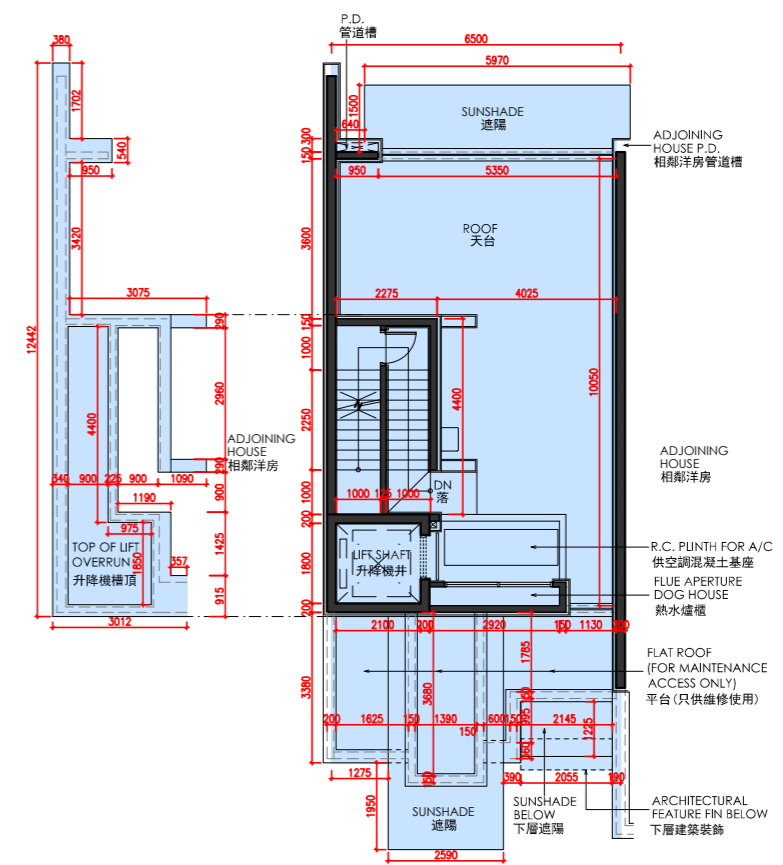 P.D.
管道槽
380
6500
5970
1702
1500
SUNSHADE
遮陽
640
300
150
540
ADJOINING
HOUSE P.D.
相鄰洋房管道槽
950
950
5350
3420
3600
ROOF
天台
12442
3075
2275
4025
290
150
1000
2960
4400
2250
4400
10050
ADJOINING
HOUSE
相鄰洋房
ADJOINING
HOUSE
相鄰洋房
290
340
900
225
900
1090
900
1000
1000
125
1000
DN
落
1190
200
975
1425
TOP OF LIFT
OVERRUN
升降機槽頂
1850
357
1800
LIFT SHAFT
升降機井
R.C. PLINTH FOR A/C
供空調混凝土基座
FLUE APERTURE
DOG HOUSE
熱水爐櫃
915
200
3012
2100
200
2920
150
1130
200
1785
3380
3680
FLAT ROOF
(FOR MAINTENANCE
ACCESS ONLY)
平台(只供維修使用)
150
995
200
1625
150
1390
150
600
150
2145
1225
360
1275
150
390
2055
190
1950
SUNSHADE
遮陽
SUNSHADE
BELOW
下層遮陽
ARCHITECTURAL
FEATURE FIN BELOW
下層建築裝飾
2590